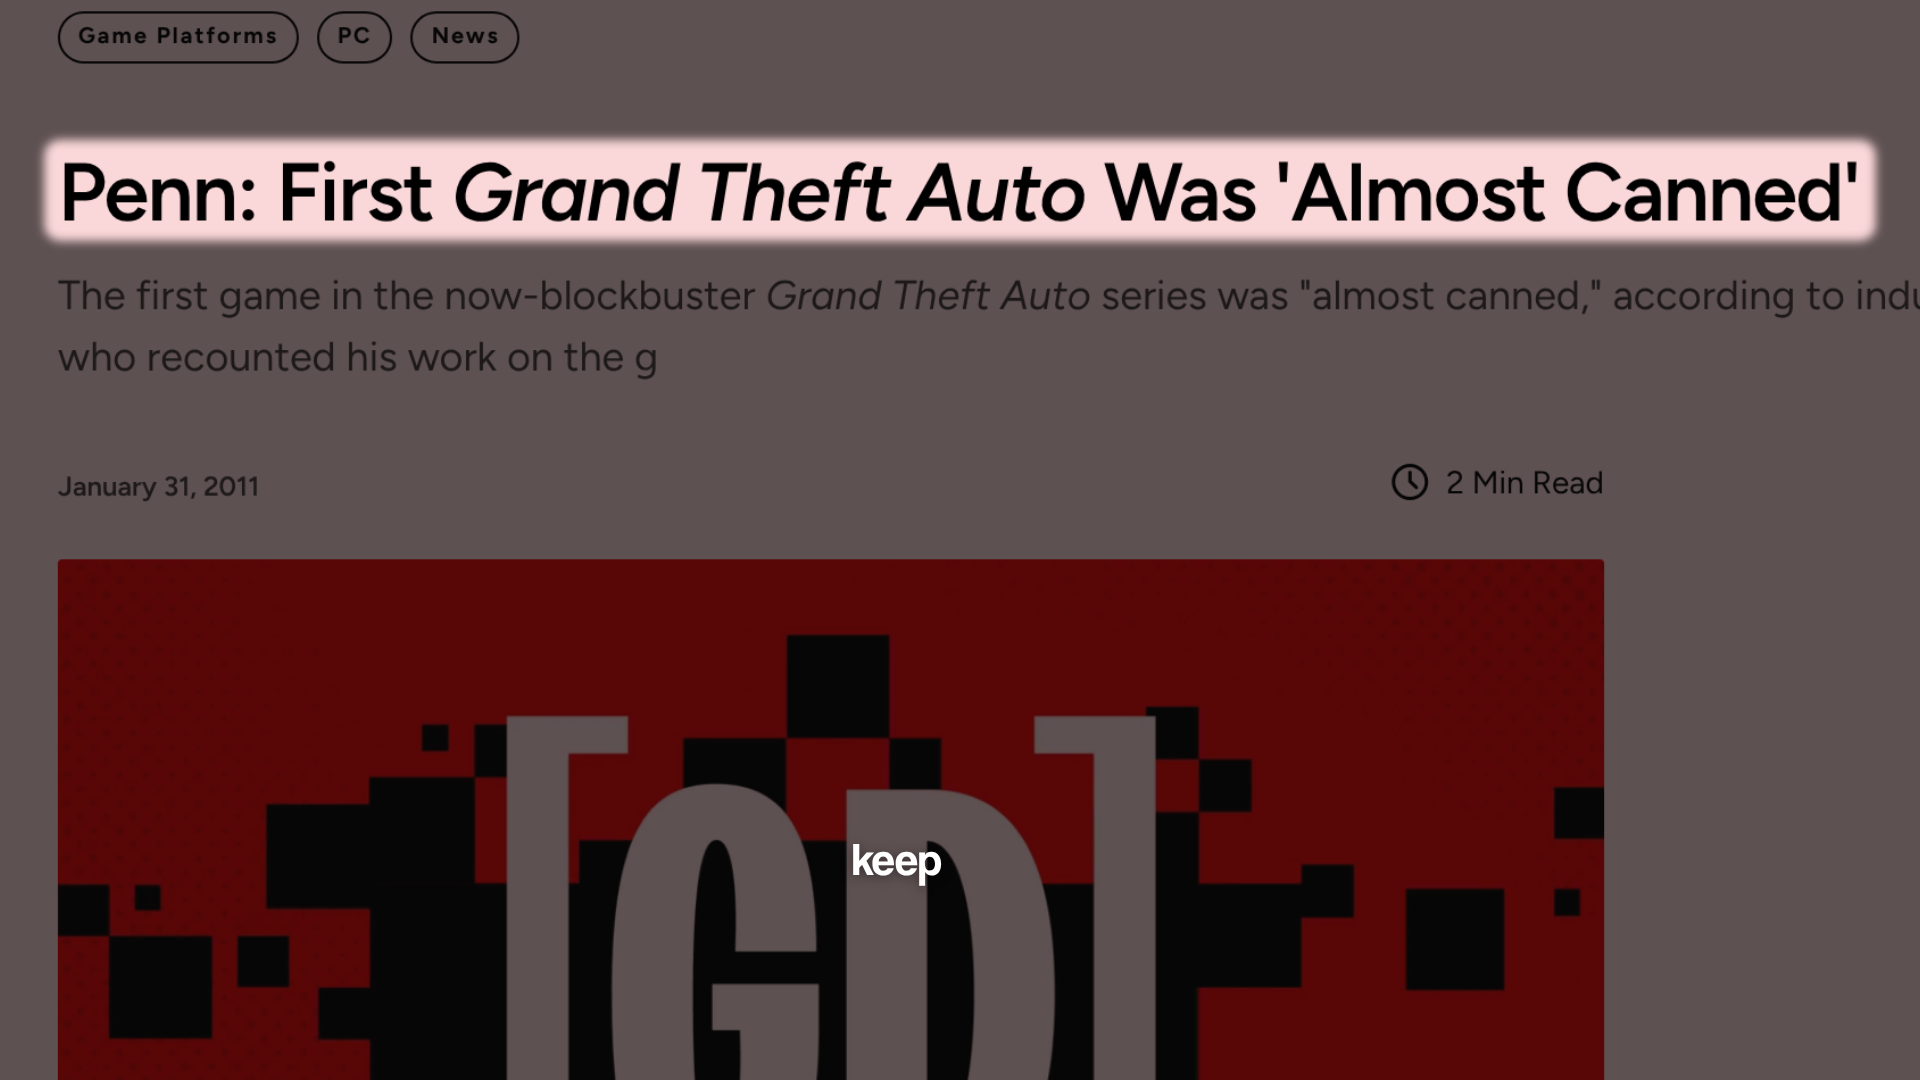 Game Platforms PC News
Penn: First Grand Theft Auto Was 'Almost Canned'
The first game in the now-blockbuster Grand Theft Auto series was "almost canned," according to indu
who recounted his work on the g
January 31, 2011
2 Min Read
[GD]
keep